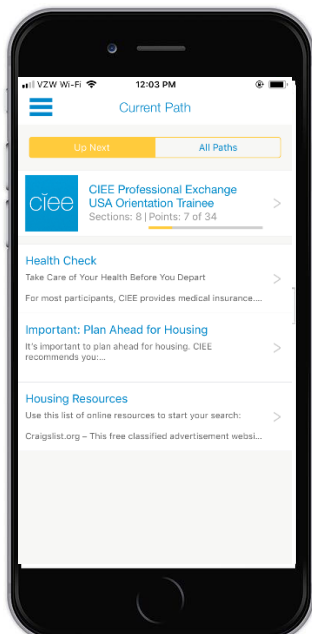 VZW Wi-Fi 12:03 PM
Current Path
Up Next All Paths
ciee
CIEE Professional Exchange
USA Orientation Trainee
Sections: 8 | Points: 7 of 34
Health Check
Take Care of Your Health Before You Depart
For most participants, CIEE provides medical insurance....
Important: Plan Ahead for Housing
It's important to plan ahead for housing. CIEE
recommends you:...
Housing Resources
Use this list of online resources to start your search:
Craigslist.org – This free classified advertisement websi...